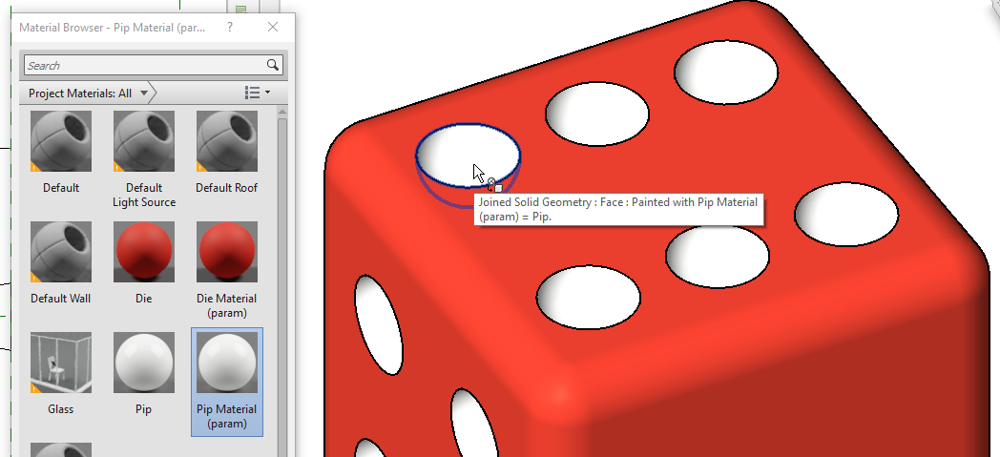 Material Browser - Pip Material (par...
?
Search
Project Materials: All
Default
Default
Light Source
Default Roof
Default Wall
Die
Die Material
(param)
Glass
Pip
Pip Material
(param)
Joined Solid Geometry : Face : Painted with Pip Material
(param) = Pip.